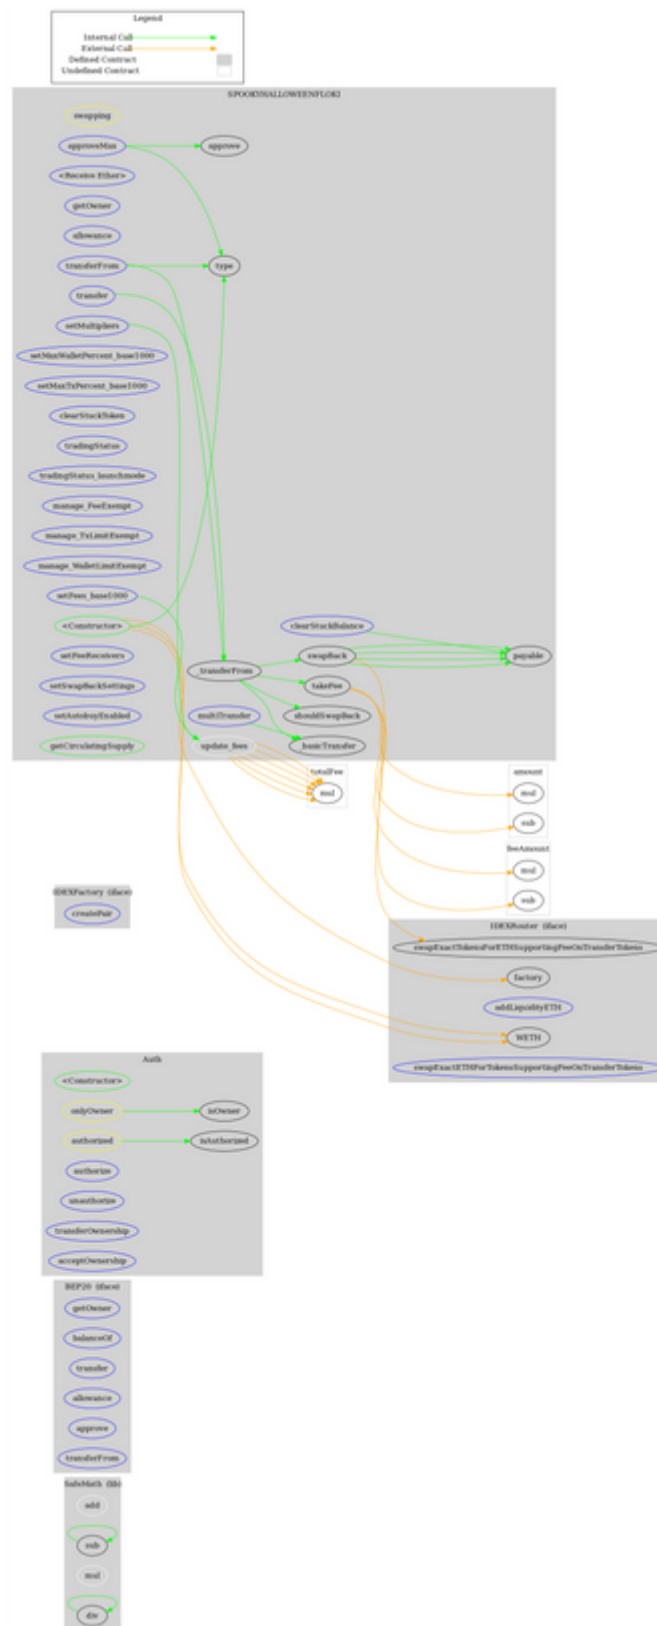 Legend
Internal Call
External Call
Defined Contract
Undefined Contract
SPOOKYHALLOWEENFLOKI
swapping
approveMax
approve
<Receive Ether>
getOwner
allowance
transferFrom
type
transfer
setMultipliers
setMaxWalletPercent_base1000
setMaxTxPercent_base1000
clearStuckToken
tradingStatus
tradingStatus_launchmode
manage_FeeExempt
manage_TxLimitExempt
manage_WalletLimitExempt
setFees_base1000
<Constructor>
clearStuckBalance
setFeeReceivers
transferFrom
swapBack
payable
setSwapBackSettings
takeFee
setAutobuyEnabled
multiTransfer
shouldSwapBack
getCirculatingSupply
update_fees
basicTransfer
totalFee
mul
amount
mul
sub
feeAmount
mul
sub
IDEXFactory (iface)
createPair
IDEXRouter (iface)
swapExactTokensForETHSupportingFeeOnTransferTokens
factory
addLiquidityETH
WETH
swapExactETHForTokensSupportingFeeOnTransferTokens
Auth
<Constructor>
onlyOwner
isOwner
authorized
isAuthorized
authorize
unauthorize
transferOwnership
acceptOwnership
BEP20 (iface)
getOwner
balanceOf
transfer
allowance
approve
transferFrom
SafeMath (lib)
add
sub
mul
div